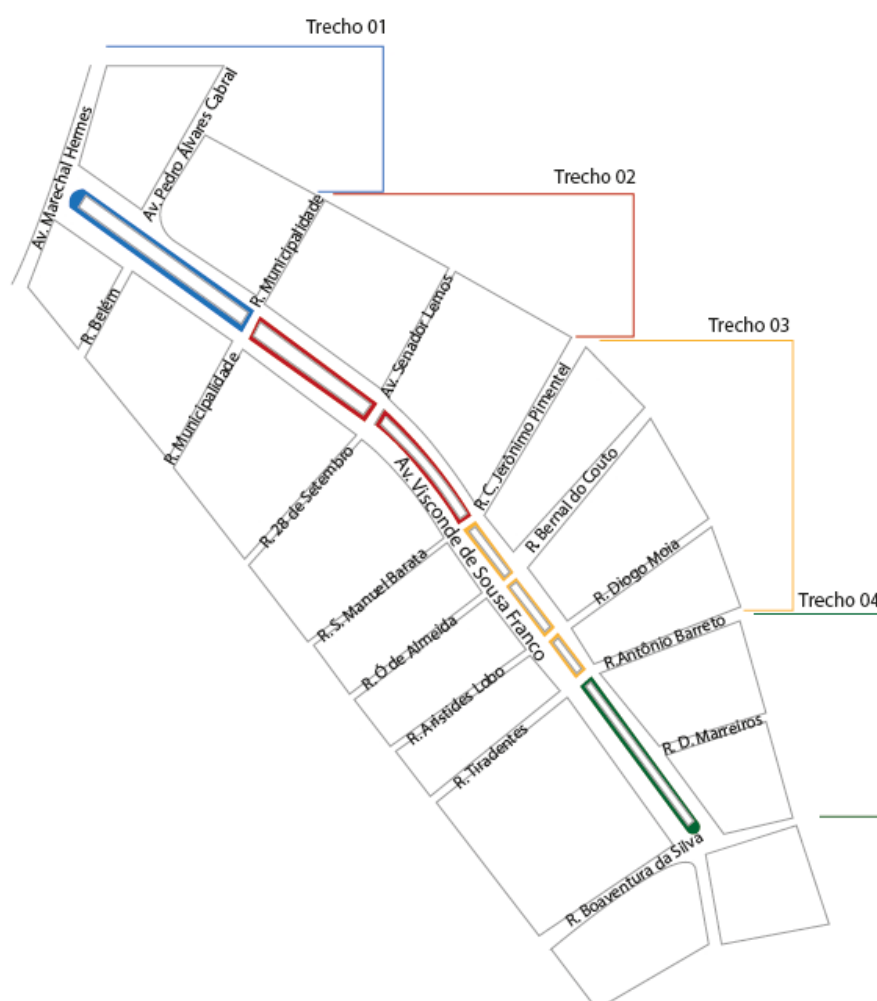 Trecho 01
Av. Pedro Álvares Cabral
Av. Marechal Hermes
Trecho 02
R. Municipalidade
R. Belém
Av. Senador Lemos
Trecho 03
R. Municipalidade
R. C. Jerônimo Pimentel
R. 28 de Setembro
Av. Visconde de Sousa Franco
R. Bernal do Couto
R. S. Manuel Barata
R. Diogo Moia
Trecho 04
R. Ó de Almeida
R.Antônio Barreto
R. Aristides Lobo
R. D. Marreiros
R. Tiradentes
R. Boaventura da Silva